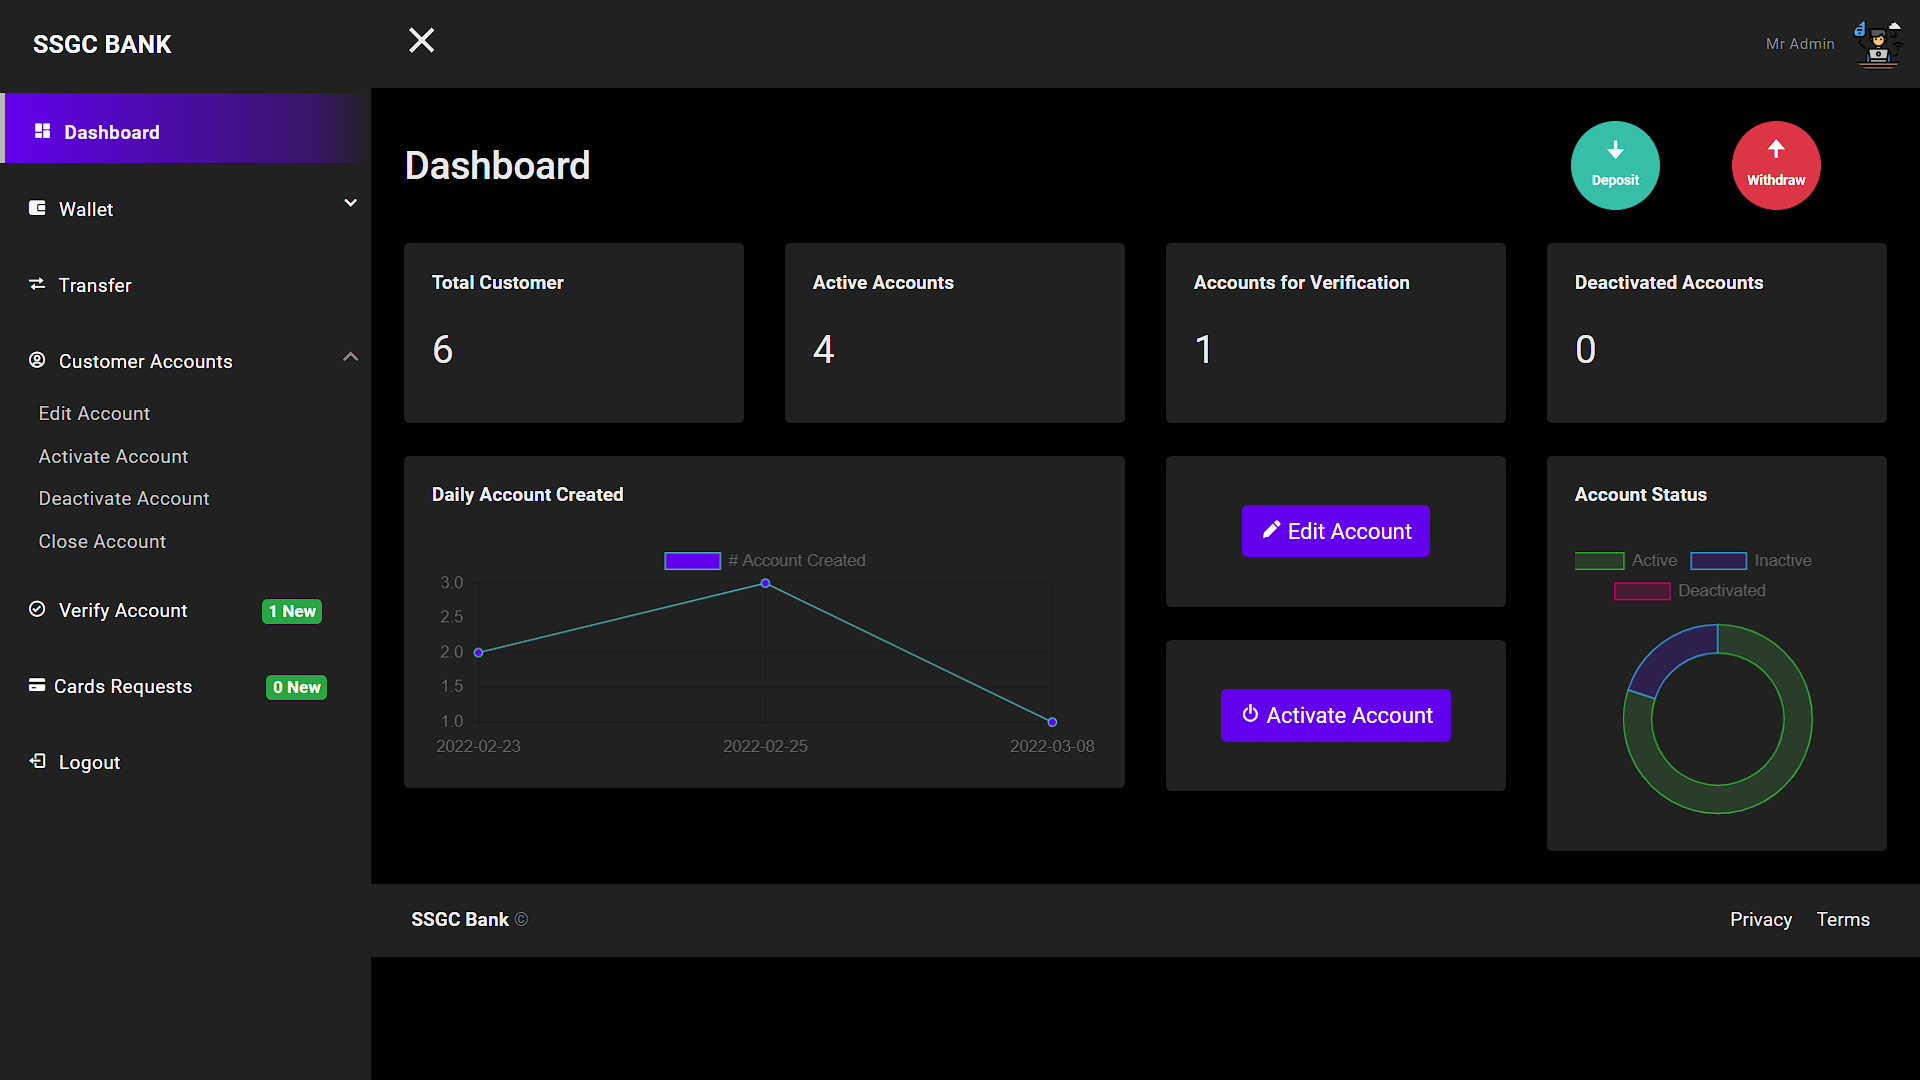 SSGC BANK
Mr Admin
Dashboard
Wallet
Transfer
Customer Accounts
Edit Account
Activate Account
Deactivate Account
Close Account
Verify Account 1 New
Cards Requests 0 New
Logout
Dashboard
Deposit
Withdraw
Total Customer
6
Active Accounts
4
Accounts for Verification
1
Deactivated Accounts
0
Daily Account Created
# Account Created
3.0
2.5
2.0
1.5
1.0
2022-02-23 2022-02-25 2022-03-08
Edit Account
Activate Account
Account Status
Active Inactive
Deactivated
SSGC Bank ©
Privacy Terms